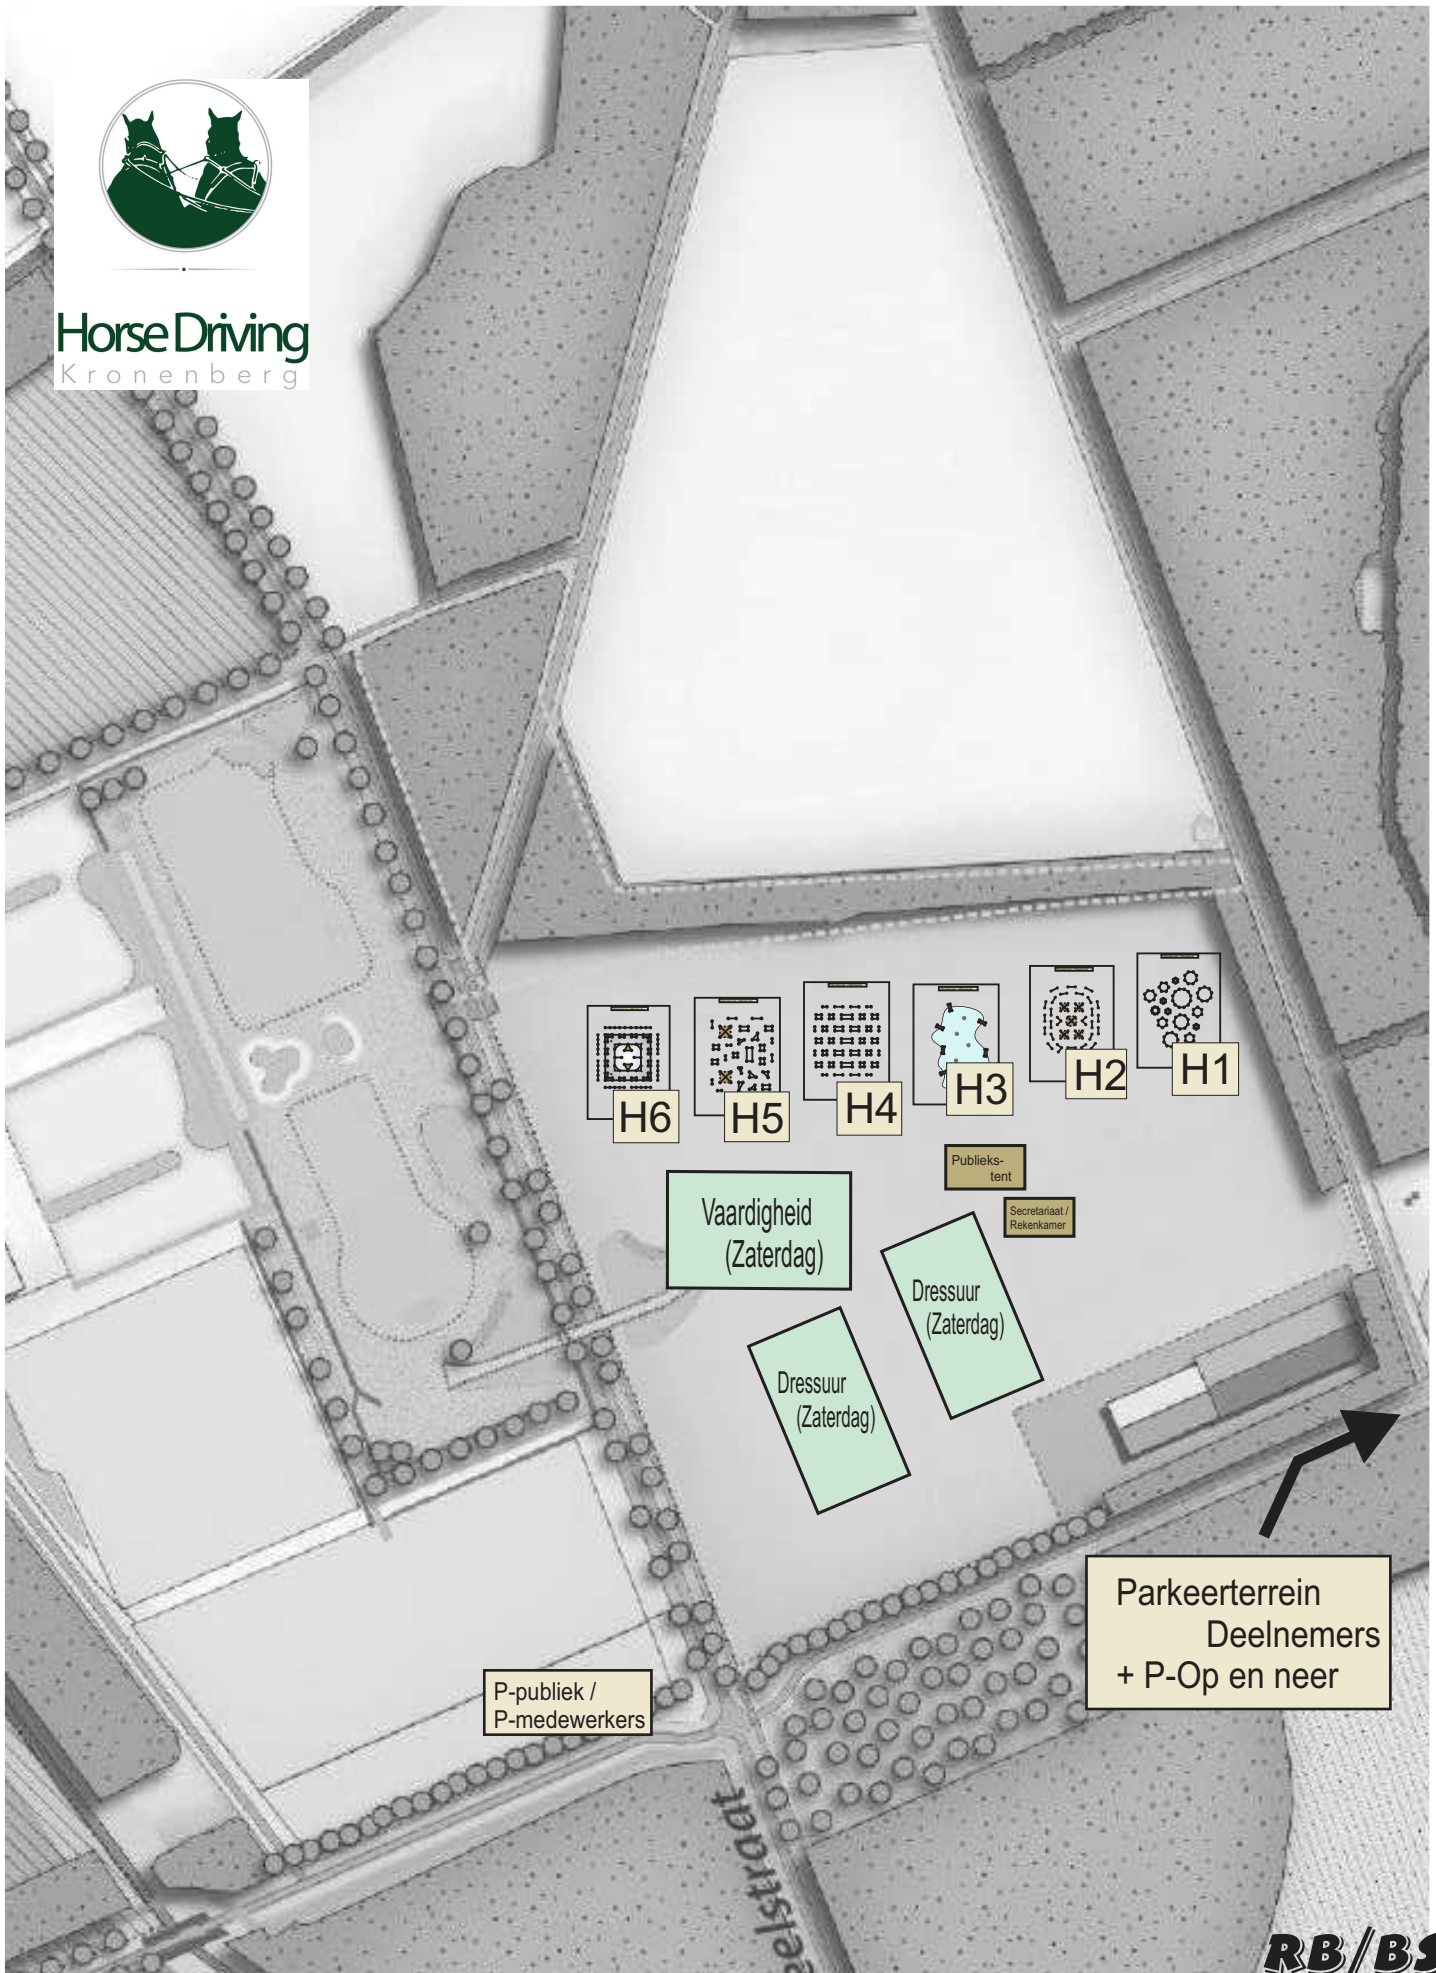 Horse Driving
Kronenberg
H1
H2
H3
H4
H5
H6
Publieks-
tent
Secretariaat /
Rekenkamer
Vaardigheid
(Zaterdag)
Dressuur
(Zaterdag)
Dressuur
(Zaterdag)
Parkeerterrein
Deelnemers
+ P-Op en neer
P-publiek /
P-medewerkers
eelstraat
RB/BS